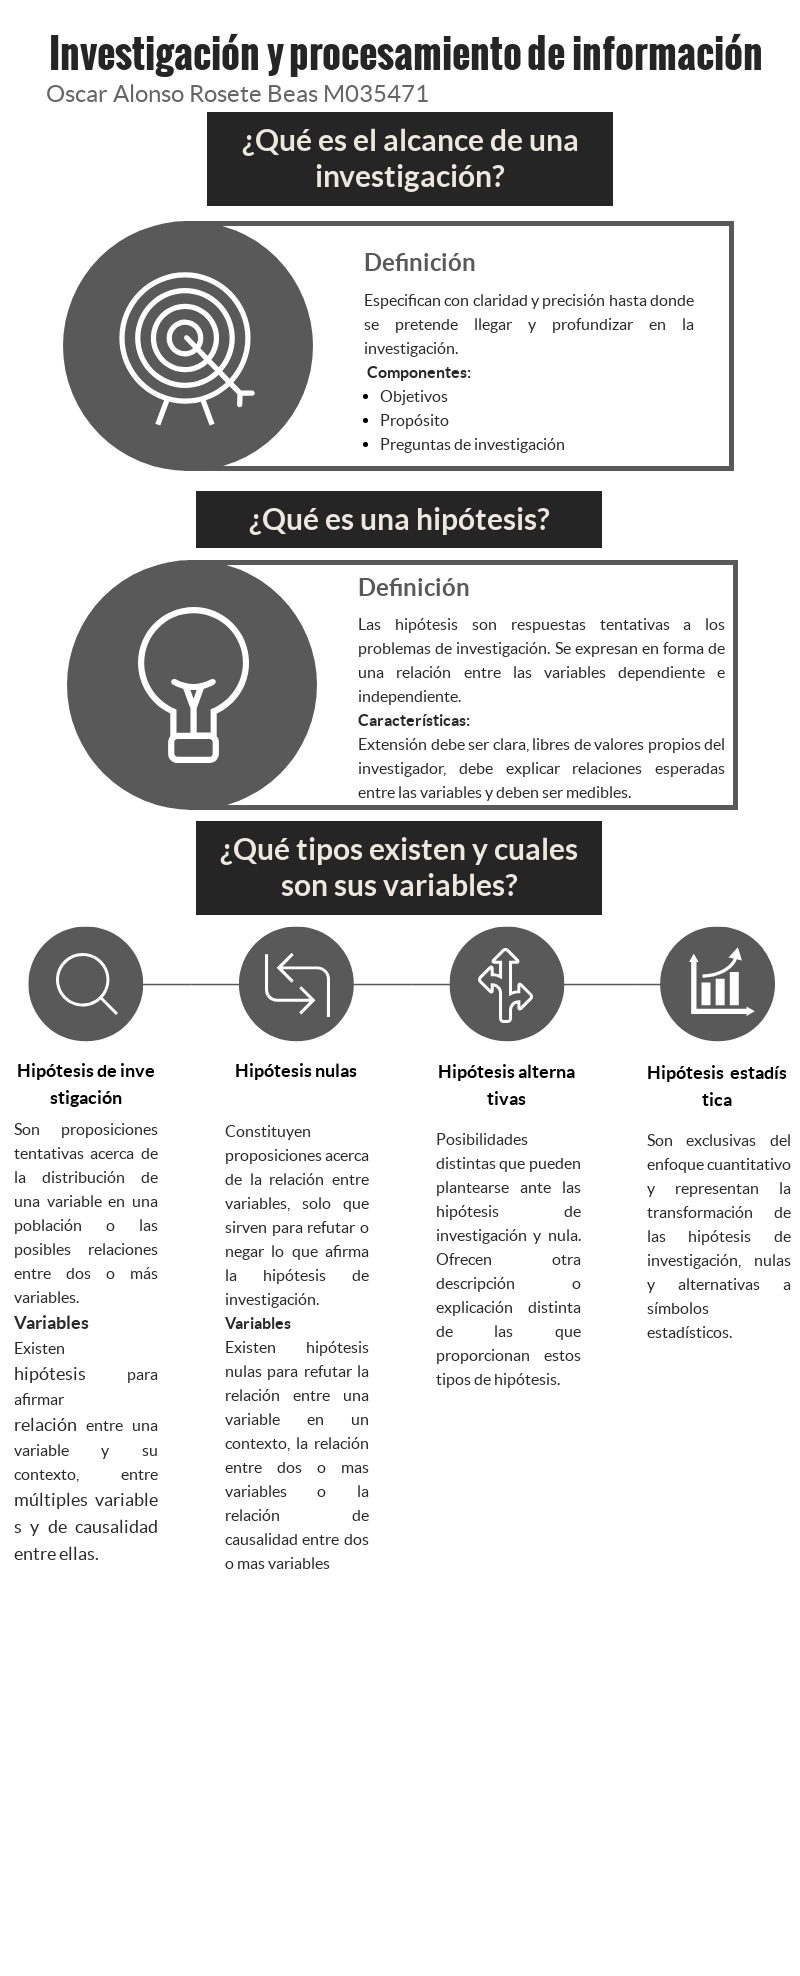 Investigación y procesamiento de información
Oscar Alonso Rosete Beas M035471
¿Qué es el alcance de una
investigación?
Definición
Especifican con claridad y precisión hasta donde
se pretende llegar y profundizar en la
investigación.
Componentes:
• Objetivos
• Propósito
• Preguntas de investigación
¿Qué es una hipótesis?
Definición
Las hipótesis son respuestas tentativas a los
problemas de investigación. Se expresan en forma de
una relación entre las variables dependiente e
independiente.
Características:
Extensión debe ser clara, libres de valores propios del
investigador, debe explicar relaciones esperadas
entre las variables y deben ser medibles.
¿Qué tipos existen y cuales
son sus variables?
Hipótesis de inve
stigación
Son proposiciones
tentativas acerca de
la distribución de
una variable en una
población o las
posibles relaciones
entre dos o más
variables.
Variables
Existen
hipótesis para
afirmar
relación entre una
variable y su
contexto, entre
múltiples variable
s y de causalidad
entre ellas.
Hipótesis nulas
Constituyen
proposiciones acerca
de la relación entre
variables, solo que
sirven para refutar o
negar lo que afirma
la hipótesis de
investigación.
Variables
Existen hipótesis
nulas para refutar la
relación entre una
variable en un
contexto, la relación
entre dos o mas
variables o la
relación de
causalidad entre dos
o mas variables
Hipótesis alterna
tivas
Posibilidades
distintas que pueden
plantearse ante las
hipótesis de
investigación y nula.
Ofrecen otra
descripción o
explicación distinta
de las que
proporcionan estos
tipos de hipótesis.
Hipótesis estadís
tica
Son exclusivas del
enfoque cuantitativo
y representan la
transformación de
las hipótesis de
investigación, nulas
y alternativas a
símbolos
estadísticos.